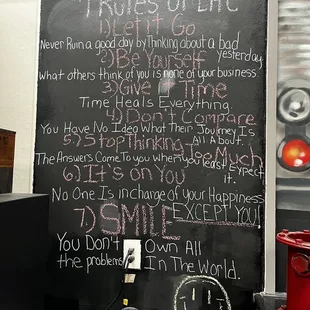 7 Rules of Life
1) Let it Go
Never Ruin a good day by Thinking about a bad
yesterday.
2) Be Yourself
What others think of you is none of your business
3) Give it Time
Time Heals Everything.
4.) Don't Compare
You Have No Idea What Their Journey Is
All About.
5.) Stop Thinking Too Much
The Answers Come To you when you least Expect
it.
6) It's on You
No One Is in charge of your Happiness
EXCEPT YOU!
7) SMILE
You Don't Own All
the problems In The World.